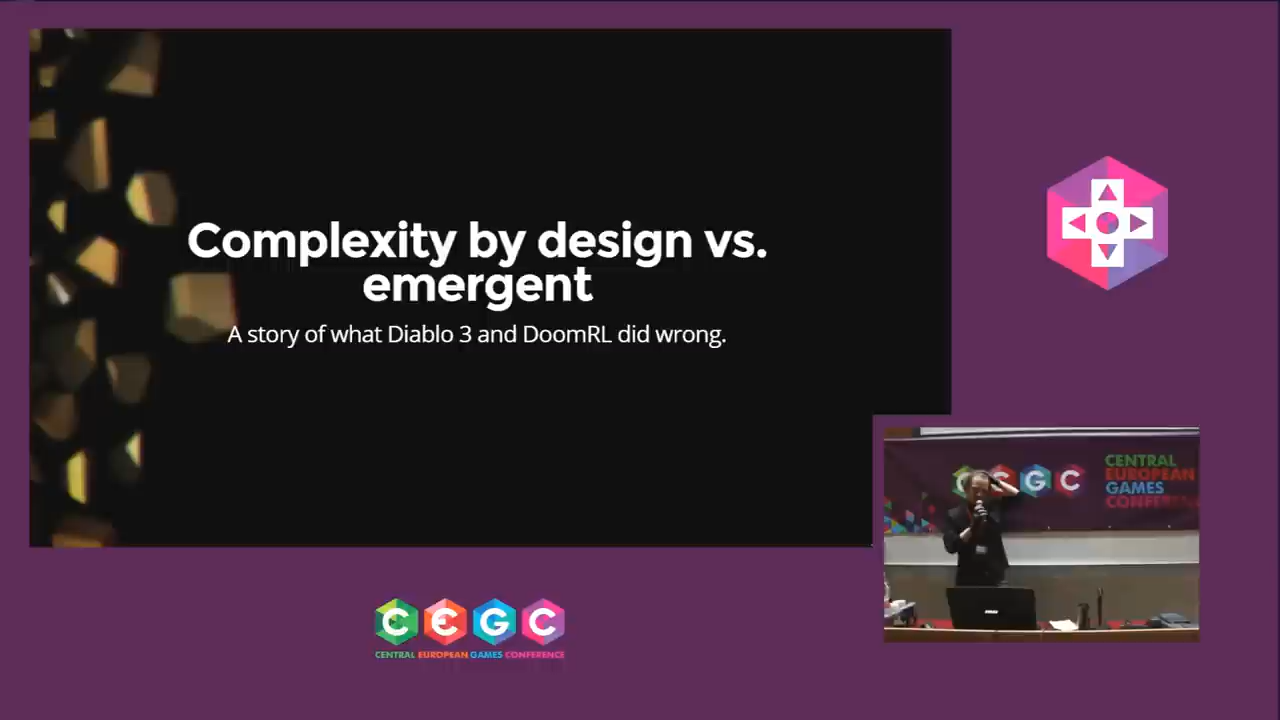 Complexity by design vs.
emergent
A story of what Diablo 3 and DoomRL did wrong.
C E G C
CENTRAL
EUROPEAN
GAMES
CONFERENCE
C E G C
CENTRAL EUROPEAN GAMES CONFERENCE